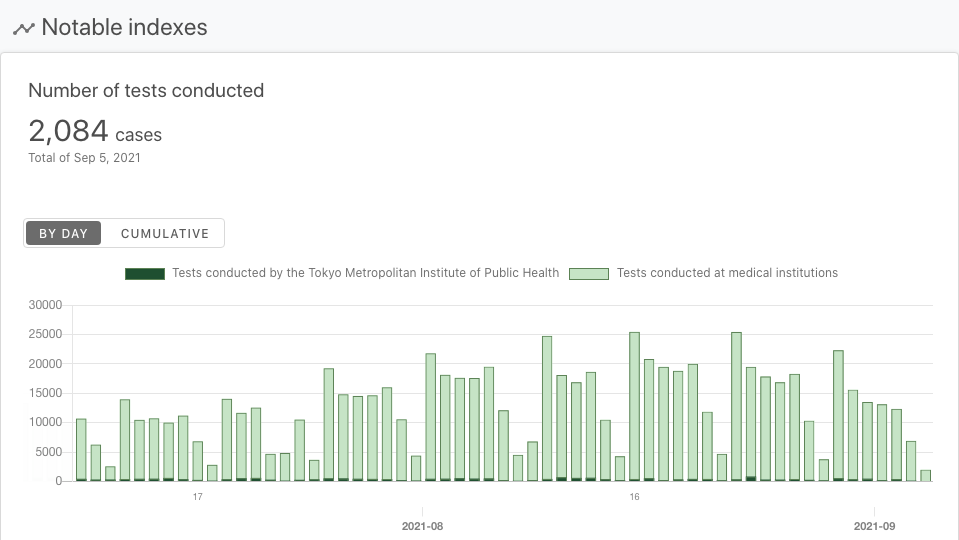 Notable indexes
Number of tests conducted
2,084 cases
Total of Sep 5, 2021
BY DAY CUMULATIVE
Tests conducted by the Tokyo Metropolitan Institute of Public Health Tests conducted at medical institutions
30000
25000
20000
15000
10000
5000
0
17 16
2021-08 2021-09